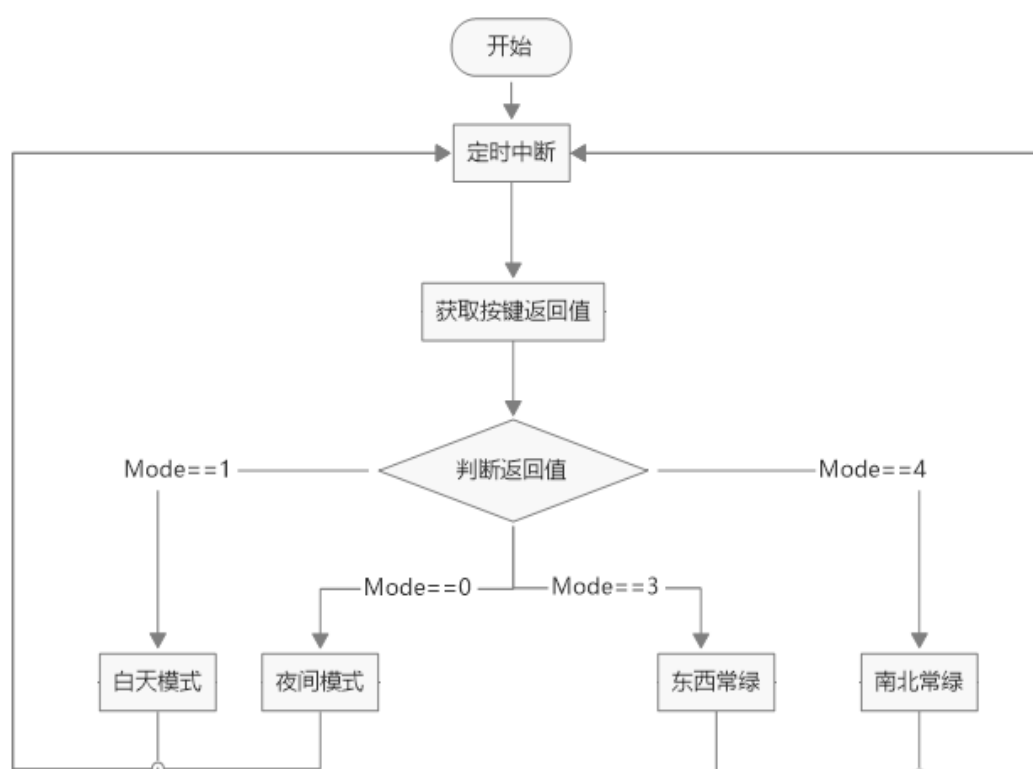 开始
定时中断
获取按键返回值
判断返回值
Mode==1
Mode==4
Mode==0
Mode==3
白天模式
夜间模式
东西常绿
南北常绿